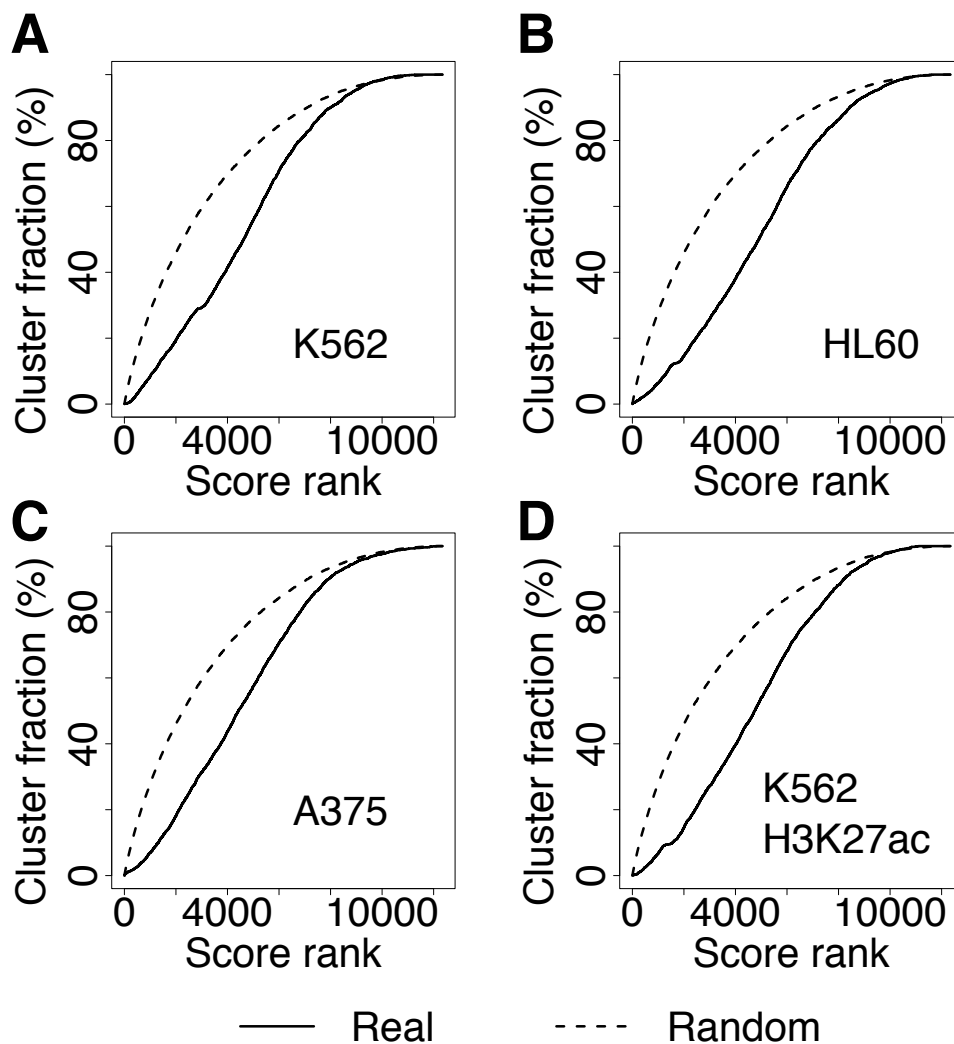 A
Cluster fraction (%)
0 40 80
K562
0 4000 10000
Score rank
B
Cluster fraction (%)
0 40 80
HL60
0 4000 10000
Score rank
C
Cluster fraction (%)
0 40 80
A375
0 4000 10000
Score rank
D
Cluster fraction (%)
0 40 80
K562
H3K27ac
0 4000 10000
Score rank
Real Random